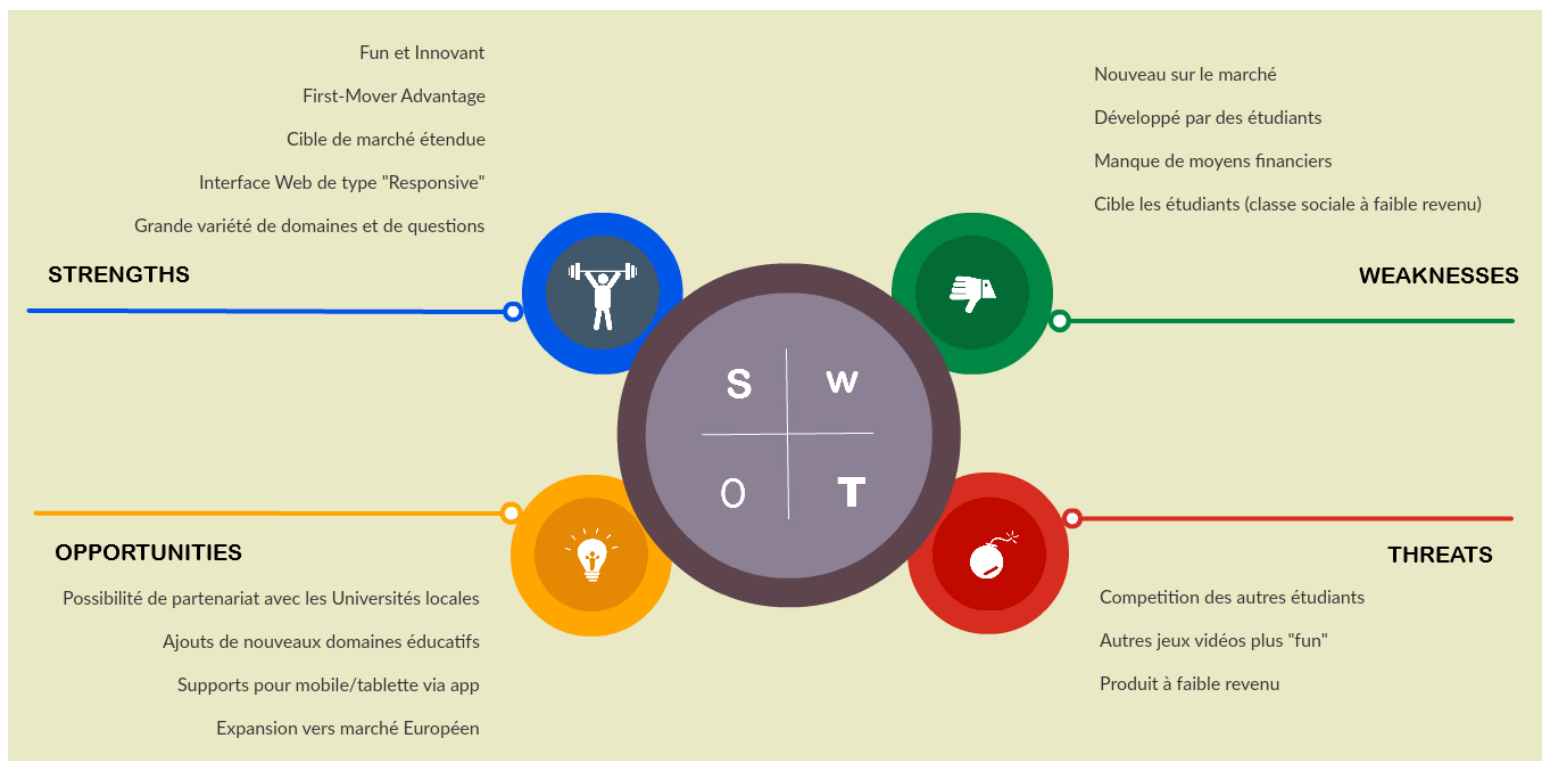 Fun et Innovant
First-Mover Advantage
Cible de marché étendue
Interface Web de type "Responsive"
Grande variété de domaines et de questions
STRENGTHS
Nouveau sur le marché
Développé par des étudiants
Manque de moyens financiers
Cible les étudiants (classe sociale à faible revenu)
WEAKNESSES
S W
O T
OPPORTUNITIES
Possibilité de partenariat avec les Universités locales
Ajouts de nouveaux domaines éducatifs
Supports pour mobile/tablette via app
Expansion vers marché Européen
THREATS
Competition des autres étudiants
Autres jeux vidéos plus "fun"
Produit à faible revenu